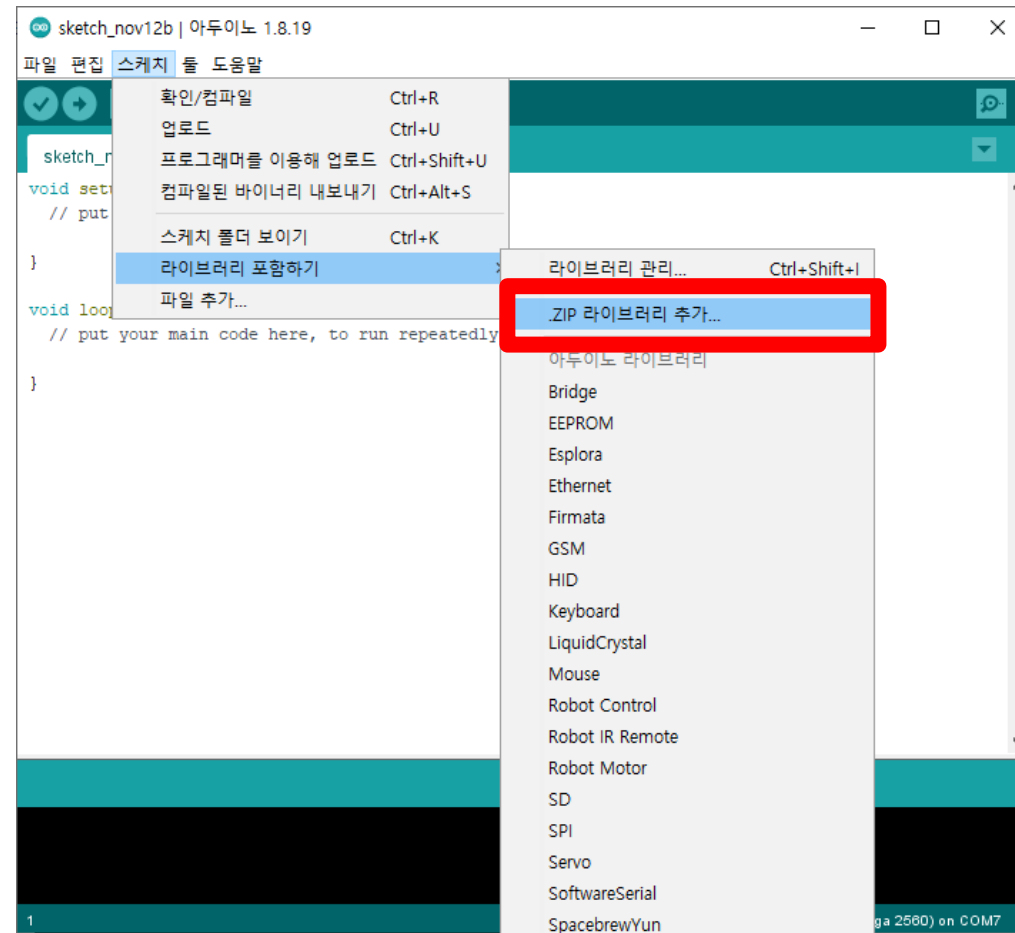 sketch_nov12b | 아두이노 1.8.19
파일 편집 스케치 툴 도움말
확인/컴파일 Ctrl+R
업로드 Ctrl+U
프로그래머를 이용해 업로드 Ctrl+Shift+U
컴파일된 바이너리 내보내기 Ctrl+Alt+S
스케치 폴더 보이기 Ctrl+K
라이브러리 포함하기
파일 추가...
라이브러리 관리... Ctrl+Shift+I
.ZIP 라이브러리 추가...
아두이노 라이브러리
Bridge
EEPROM
Esplora
Ethernet
Firmata
GSM
HID
Keyboard
LiquidCrystal
Mouse
Robot Control
Robot IR Remote
Robot Motor
SD
SPI
Servo
SoftwareSerial
SpacebrewYun
void
// put
}
void
// put your main code here, to run repeatedly
}
1
2560) on COM7